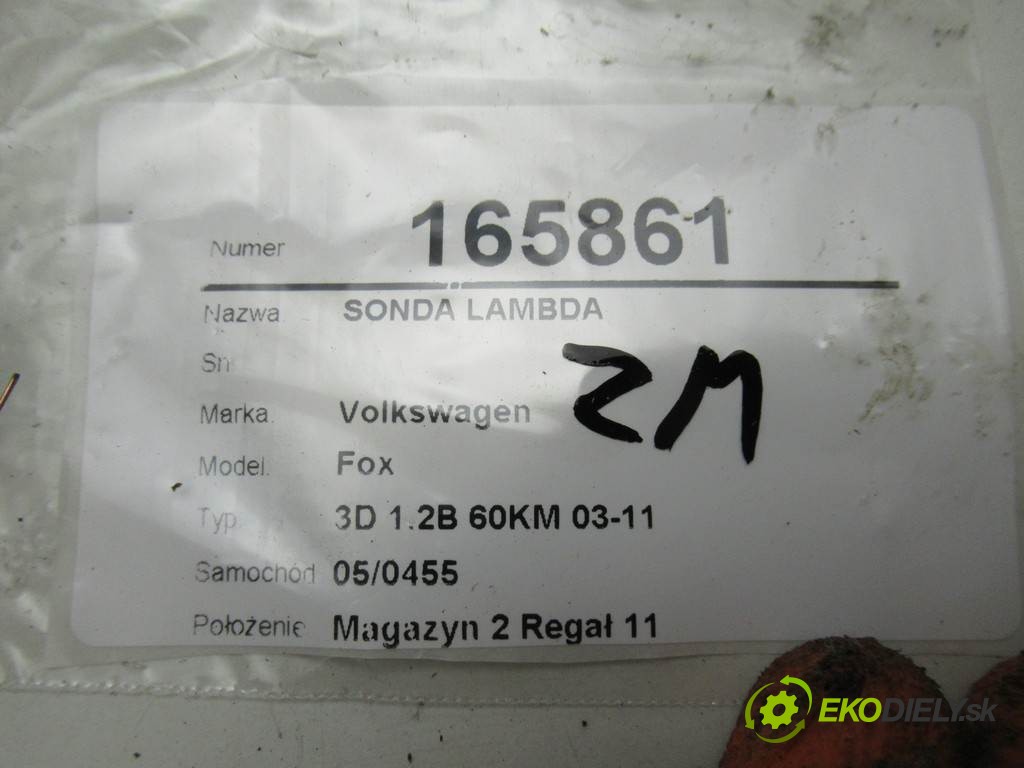 Numer 165861
Nazwa SONDA LAMBDA
Sn
Marka Volkswagen ZM
Model. Fox
Typ 3D 1.2B 60KM 03-11
Samochód 05/0455
Położenie Magazyn 2 Regał 11
EKODIELY.sk